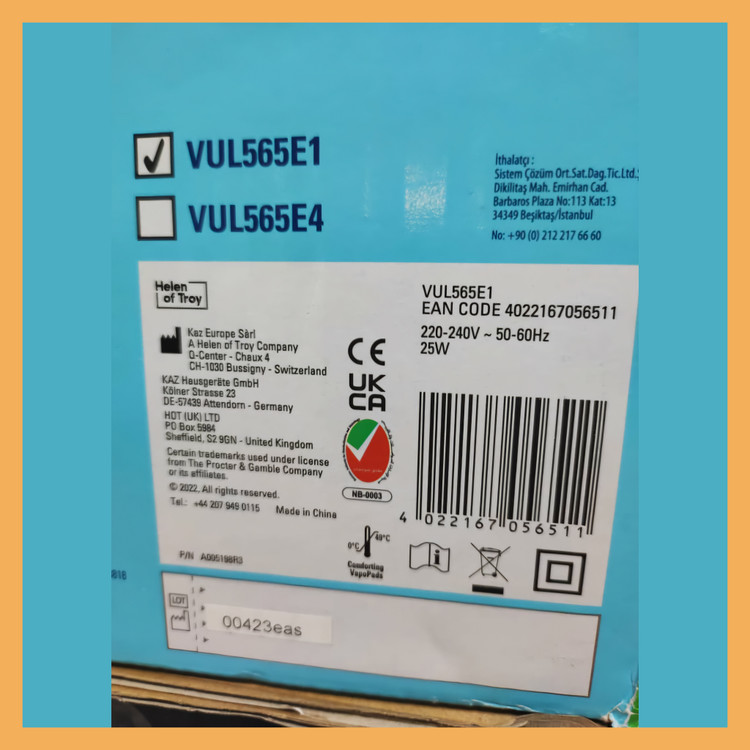 VUL565E1
VUL565E4
İthalatçı :
Sistem Çözüm Ort.Sat.Dag.Tic.Ltd.
Dikilitaş Mah. Emirhan Cad.
Barbaros Plaza No:113 Kat:13
34349 Beşiktaş/İstanbul
No: +90 (0) 212 217 66 60
Helen
of Troy
Kaz Europe Sàrl
A Helen of Troy Company
Q-Center - Chaux 4
CH-1030 Bussigny - Switzerland
KAZ Hausgeräte GmbH
Kölner Strasse 23
DE-57439 Attendorn - Germany
HOT (UK) LTD
PO Box 5984
Sheffield, S2 9GN - United Kingdom
Certain trademarks used under license
from The Procter & Gamble Company
or its affiliates.
© 2022, All rights reserved.
Tel.: +44 207 949 0115 Made in China
P/N A005198R3
CE
UK
CA
NB-0003
VUL565E1
EAN CODE 4022167056511
220-240V ~ 50-60Hz
25W
4 022167 056511
0°C 49°C
Comforting
VapoPads
LOT
00423eas